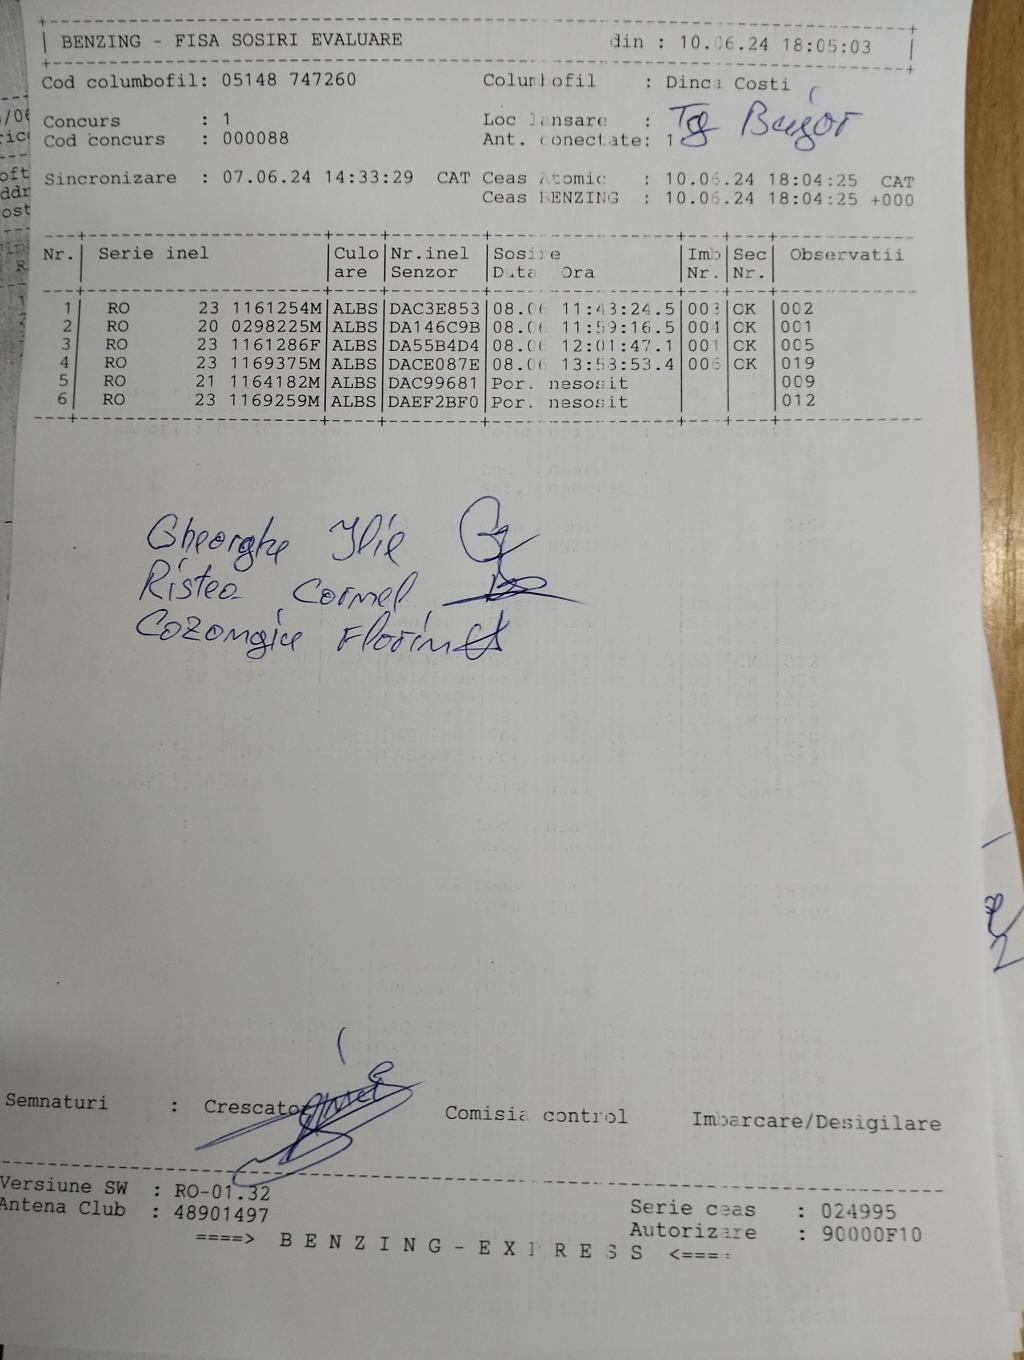 BENZING - FISA SOSIRI EVALUARE din : 10.06.24 18:05:03
Cod columbofil: 05148 747260 Columbofil : Dinca Costi
Concurs : 1 Loc lansare : Tg Bujor
Cod concurs : 000088 Ant. conectate: 1
Sincronizare : 07.06.24 14:33:29 CAT Ceas Atomic : 10.06.24 18:04:25 CAT
Ceas BENZING : 10.06.24 18:04:25 +000
Nr. Serie inel Culo Nr.inel Sosire Imb Sec Observatii
are Senzor Data Ora Nr. Nr.
1 RO 23 1161254M ALBS DAC3E853 08.06 11:43:24.5 003 CK 002
2 RO 20 0298225M ALBS DA146C9B 08.06 11:59:16.5 004 CK 001
3 RO 23 1161286F ALBS DA55B4D4 08.06 12:01:47.1 001 CK 005
4 RO 23 1169375M ALBS DACE087E 08.06 13:53:53.4 006 CK 019
5 RO 21 1164182M ALBS DAC99681 Por. nesosit 009
6 RO 23 1169259M ALBS DAEF2BF0 Por. nesosit 012
Gheorghe Ilie
Ristea Cornel
Florin
Semnaturi : Crescator Comisia control Imbarcare/Desigilare
Versiune SW : RO-01.32 Serie ceas : 024995
Antena Club : 48901497 Autorizare : 90000F10
====> B E N Z I N G - E X P R E S S <====